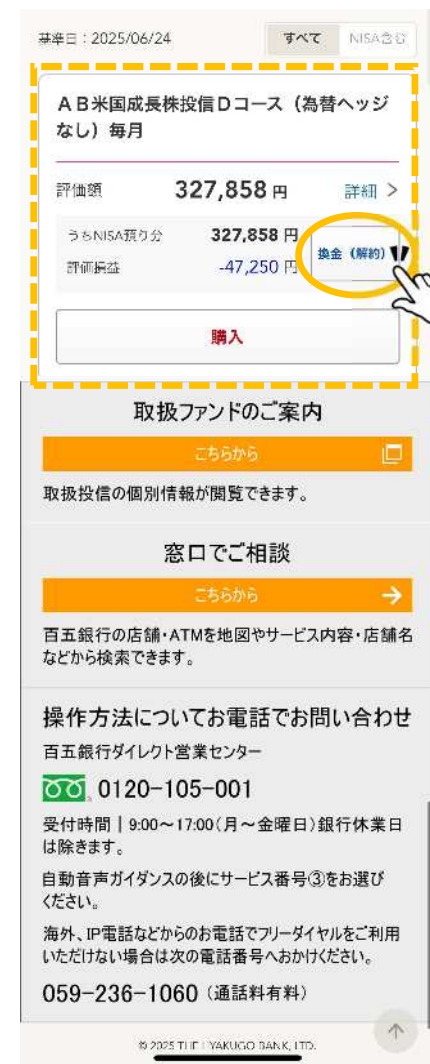 基準日:2025/06/24
すべて NISA含む
AB米国成長株投信Dコース(為替ヘッジ
なし)毎月
評価額 327,858 円 詳細 >
うちNISA預り分 327,858 円
換金(解約)
評価損益 -47,250 円
購入
取扱ファンドのご案内
こちらから
取扱投信の個別情報が閲覧できます。
窓口でご相談
こちらから
百五銀行の店舗・ATMを地図やサービス内容・店舗名
などから検索できます。
操作方法についてお電話でお問い合わせ
百五銀行ダイレクト営業センター
0120-105-001
受付時間|9:00~17:00(月~金曜日)銀行休業日
は除きます。
自動音声ガイダンスの後にサービス番号③をお選び
ください。
海外、IP電話などからのお電話でフリーダイヤルをご利用
いただけない場合は次の電話番号へおかけください。
059-236-1060(通話料有料)
© 2025 THE HYAKUGO BANK, LTD.